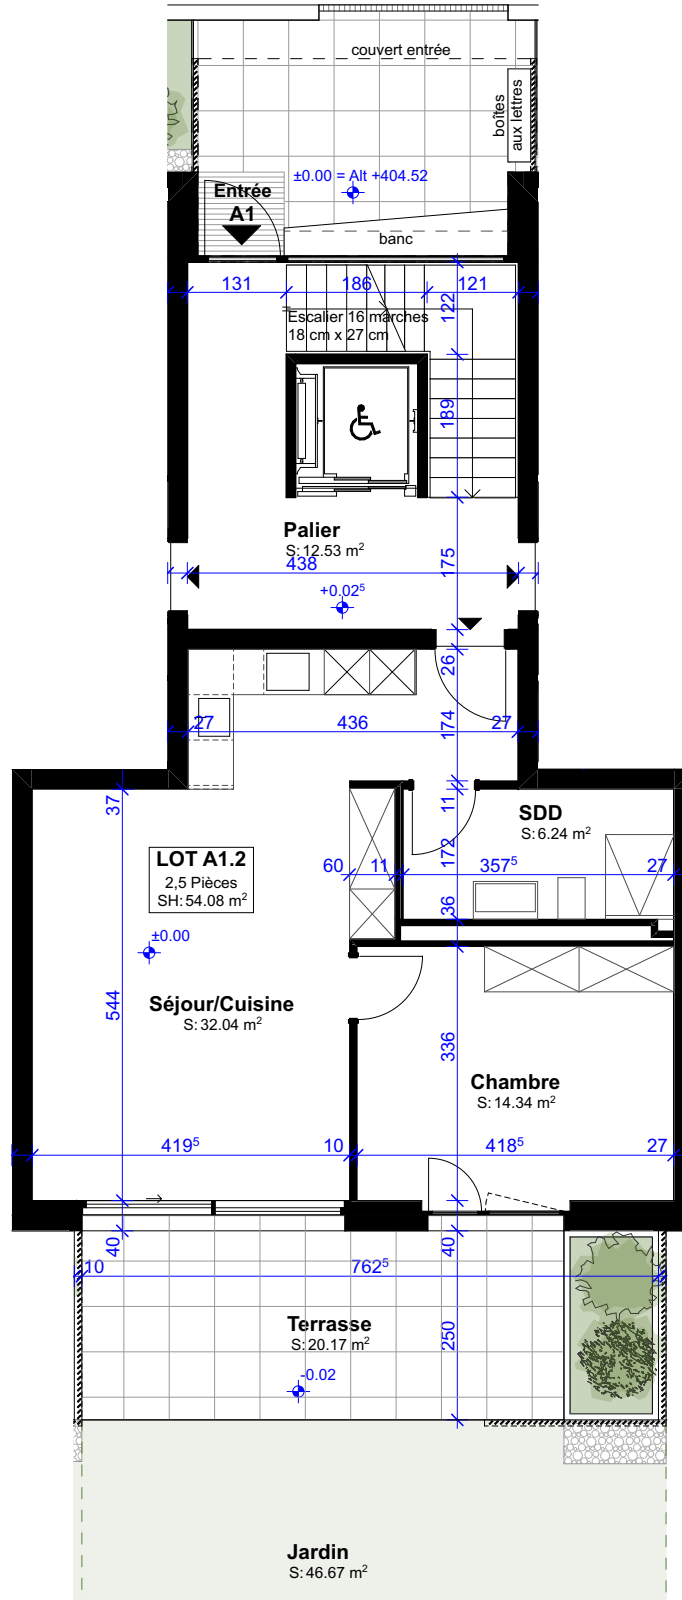 couvert entrée
boîtes
aux lettres
±0.00 = Alt +404.52
Entrée
A1
banc
131
186
121
122
Escalier 16 marches
18 cm x 27 cm
189
Palier
S: 12.53 m²
438
175
+0.02⁵
26
27
436
174
27
37
11
SDD
S: 6.24 m²
LOT A1.2
2,5 Pièces
SH: 54.08 m²
60
11
172
357⁵
27
36
±0.00
544
Séjour/Cuisine
S: 32.04 m²
336
Chambre
S: 14.34 m²
419⁵
10
418⁵
27
40
40
10
762⁵
Terrasse
S: 20.17 m²
250
-0.02
Jardin
S: 46.67 m²